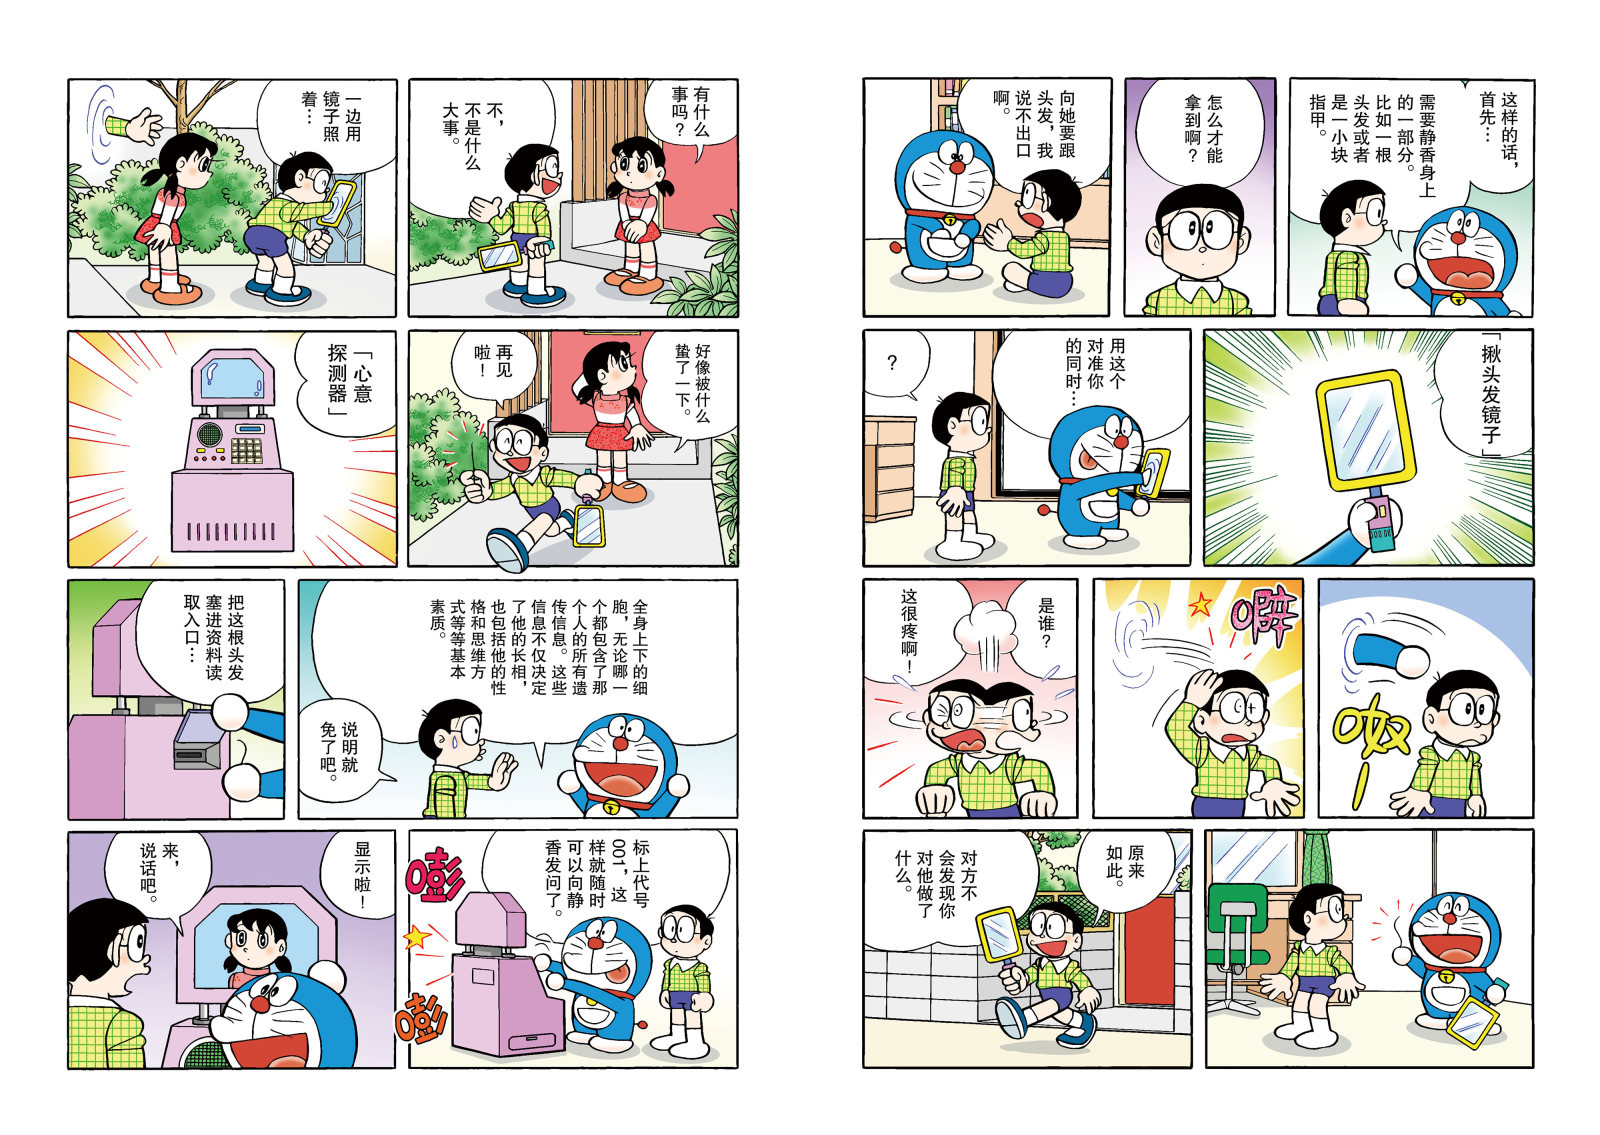 这样的话，
首先…
需要静香身上
的一部分。
比如一根
头发或者
是一小块
指甲。
怎么才能
拿到啊？
向她要跟
头发，我
说不出口
啊。
「揪头发镜子」
用这个
对准你
的同时…
？
呶
噼
是谁？
这很疼啊！
原来
如此。
对方不
会发现你
对他做了
什么。
有什么
事吗？
不，
不是什么
大事。
一边用
镜子照
着…
好像被什么
蛰了一下。
再见
啦！
「心意
探测器」
全身上下的细
胞，无论哪一
个都包含了那
个人的所有遗
传信息。这些
信息不仅决定
了他的长相，
也包括他的性
格和思维方
式等等基本
素质。
说明就
免了吧。
把这根头发
塞进资料读
取入口…
标上代号
001，这
样就随时
可以向静
香发问了。
嘭
嘭
显示啦！
来，
说话吧。